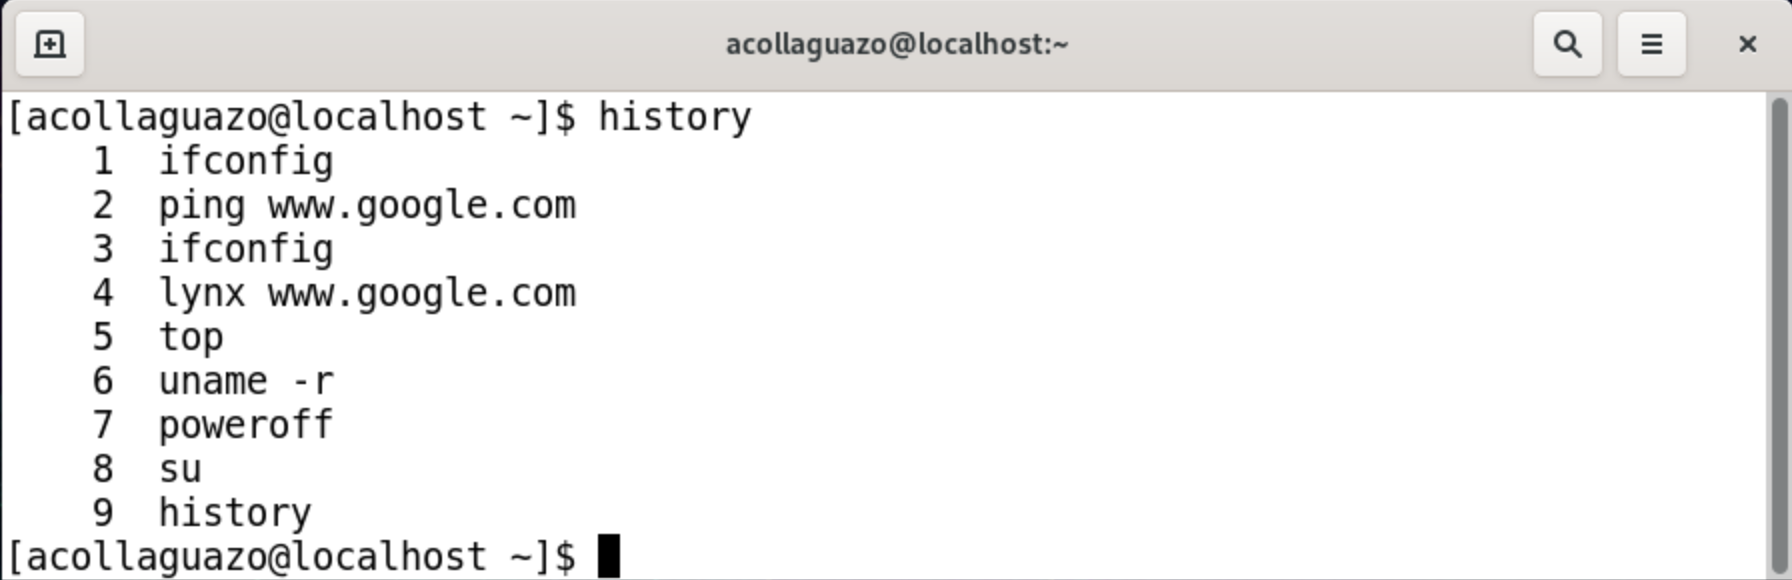 acollaguazo@localhost:~
[acollaguazo@localhost ~]$ history
1 ifconfig
2 ping www.google.com
3 ifconfig
4 lynx www.google.com
5 top
6 uname -r
7 poweroff
8 su
9 history
[acollaguazo@localhost ~]$